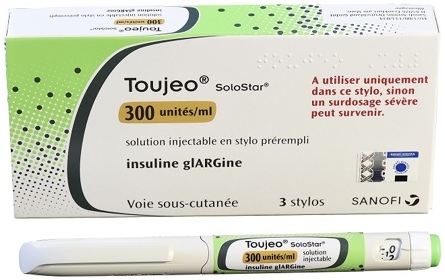 Toujeo® SoloStar®
300 unités/ml
solution injectable en stylo prérempli
insuline glARGine
Voie sous-cutanée
3 stylos
A utiliser uniquement
dans ce stylo, sinon
un surdosage sévère
peut survenir.
SANOFI
Toujeo® SoloStar®
300 unités/ml
solution
injectable
insuline glARGine
0